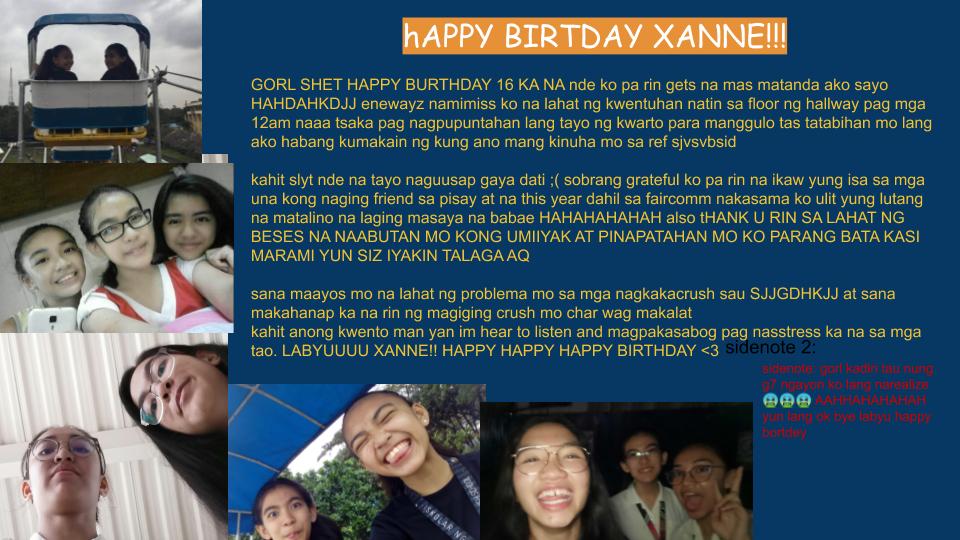 hAPPY BIRTDAY XANNE!!!
GORL SHET HAPPY BURTHDAY 16 KA NA nde ko pa rin gets na mas matanda ako sayo
HAHDAHKDJJ enewayz namimiss ko na lahat ng kwentuhan natin sa floor ng hallway pag mga
12am naaa tsaka pag nagpupuntahan lang tayo ng kwarto para manggulo tas tatabihan mo lang
ako habang kumakain ng kung ano mang kinuha mo sa ref sjvsvbsid
kahit slyt nde na tayo naguusap gaya dati ;( sobrang grateful ko pa rin na ikaw yung isa sa mga
una kong naging friend sa pisay at na this year dahil sa faircomm nakasama ko ulit yung lutang
na matalino na laging masaya na babae HAHAHAHAHAH also tHANK U RIN SA LAHAT NG
BESES NA NAABUTAN MO KONG UMIIYAK AT PINAPATAHAN MO KO PARANG BATA KASI
MARAMI YUN SIZ IYAKIN TALAGA AQ
sana maayos mo na lahat ng problema mo sa mga nagkakacrush sau SJJGDHKJJ at sana
makahanap ka na rin ng magiging crush mo char wag makalat
kahit anong kwento man yan im hear to listen and magpakasabog pag nasstress ka na sa mga
tao. LABYUUUU XANNE!! HAPPY HAPPY HAPPY BIRTHDAY <3
sidenote 2:
sidenote: gorl kadiri tau nung
g7 ngayon ko lang narealize
🤮🤮🤮 AAHHAHAHAHAH
yun lang ok bye labyu happy
bortdey
ISKOLAR NG